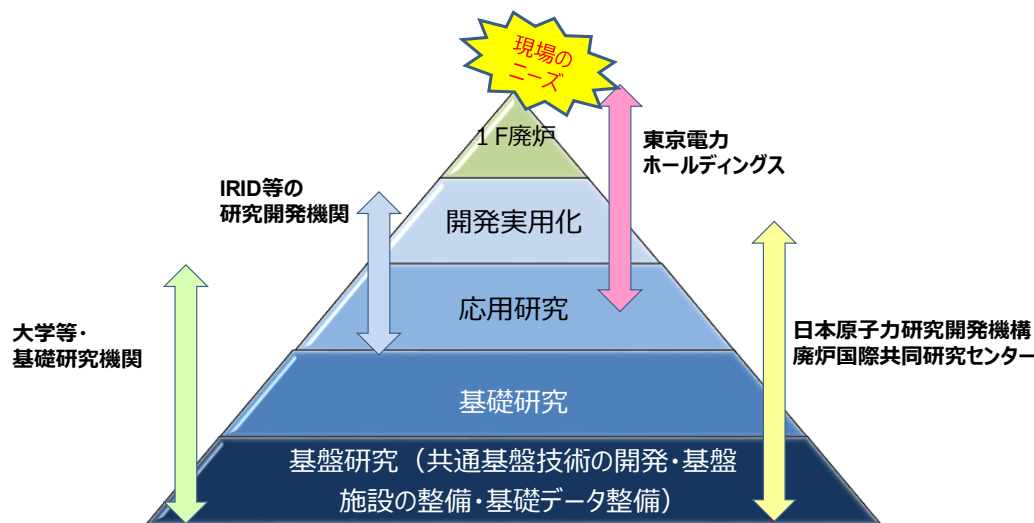 現場の
ニーズ
1F廃炉
東京電力
ホールディングス
IRID等の
研究開発機関
開発実用化
応用研究
大学等・
基礎研究機関
日本原子力研究開発機構
廃炉国際共同研究センター
基礎研究
基盤研究（共通基盤技術の開発・基盤
施設の整備・基礎データ整備）